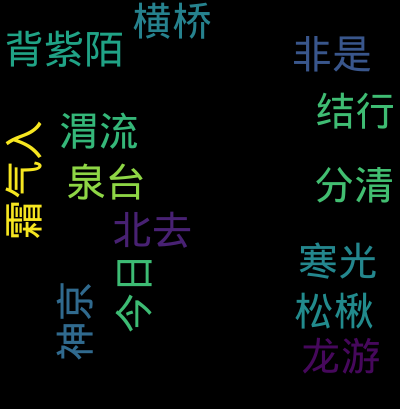 横桥
背紫陌
非是
结行
渭流
霜气人
泉台
分清
北去
寒光
今日
神京
松楸
龙游